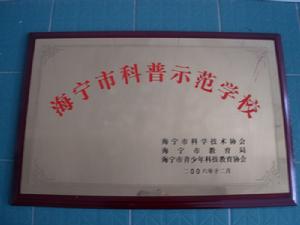 海宁市科普示范学校
海宁市科学技术协会
海宁市教育局
海宁市青少年科技教育协会
二00六年十二月